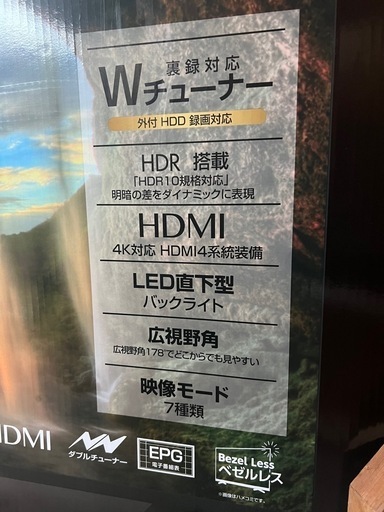 裏録対応
Wチューナー
外付 HDD 録画対応
HDR 搭載
「HDR10規格対応」
明暗の差をダイナミックに表現
HDMI
4K対応 HDMI4系統装備
LED直下型
バックライト
広視野角
広視野角178°でどこからでも見やすい
映像モード
7種類
HDMI
ダブルチューナー
EPG
電子番組表
Bezel Less
ベゼルレス
※画像はハメコミです。